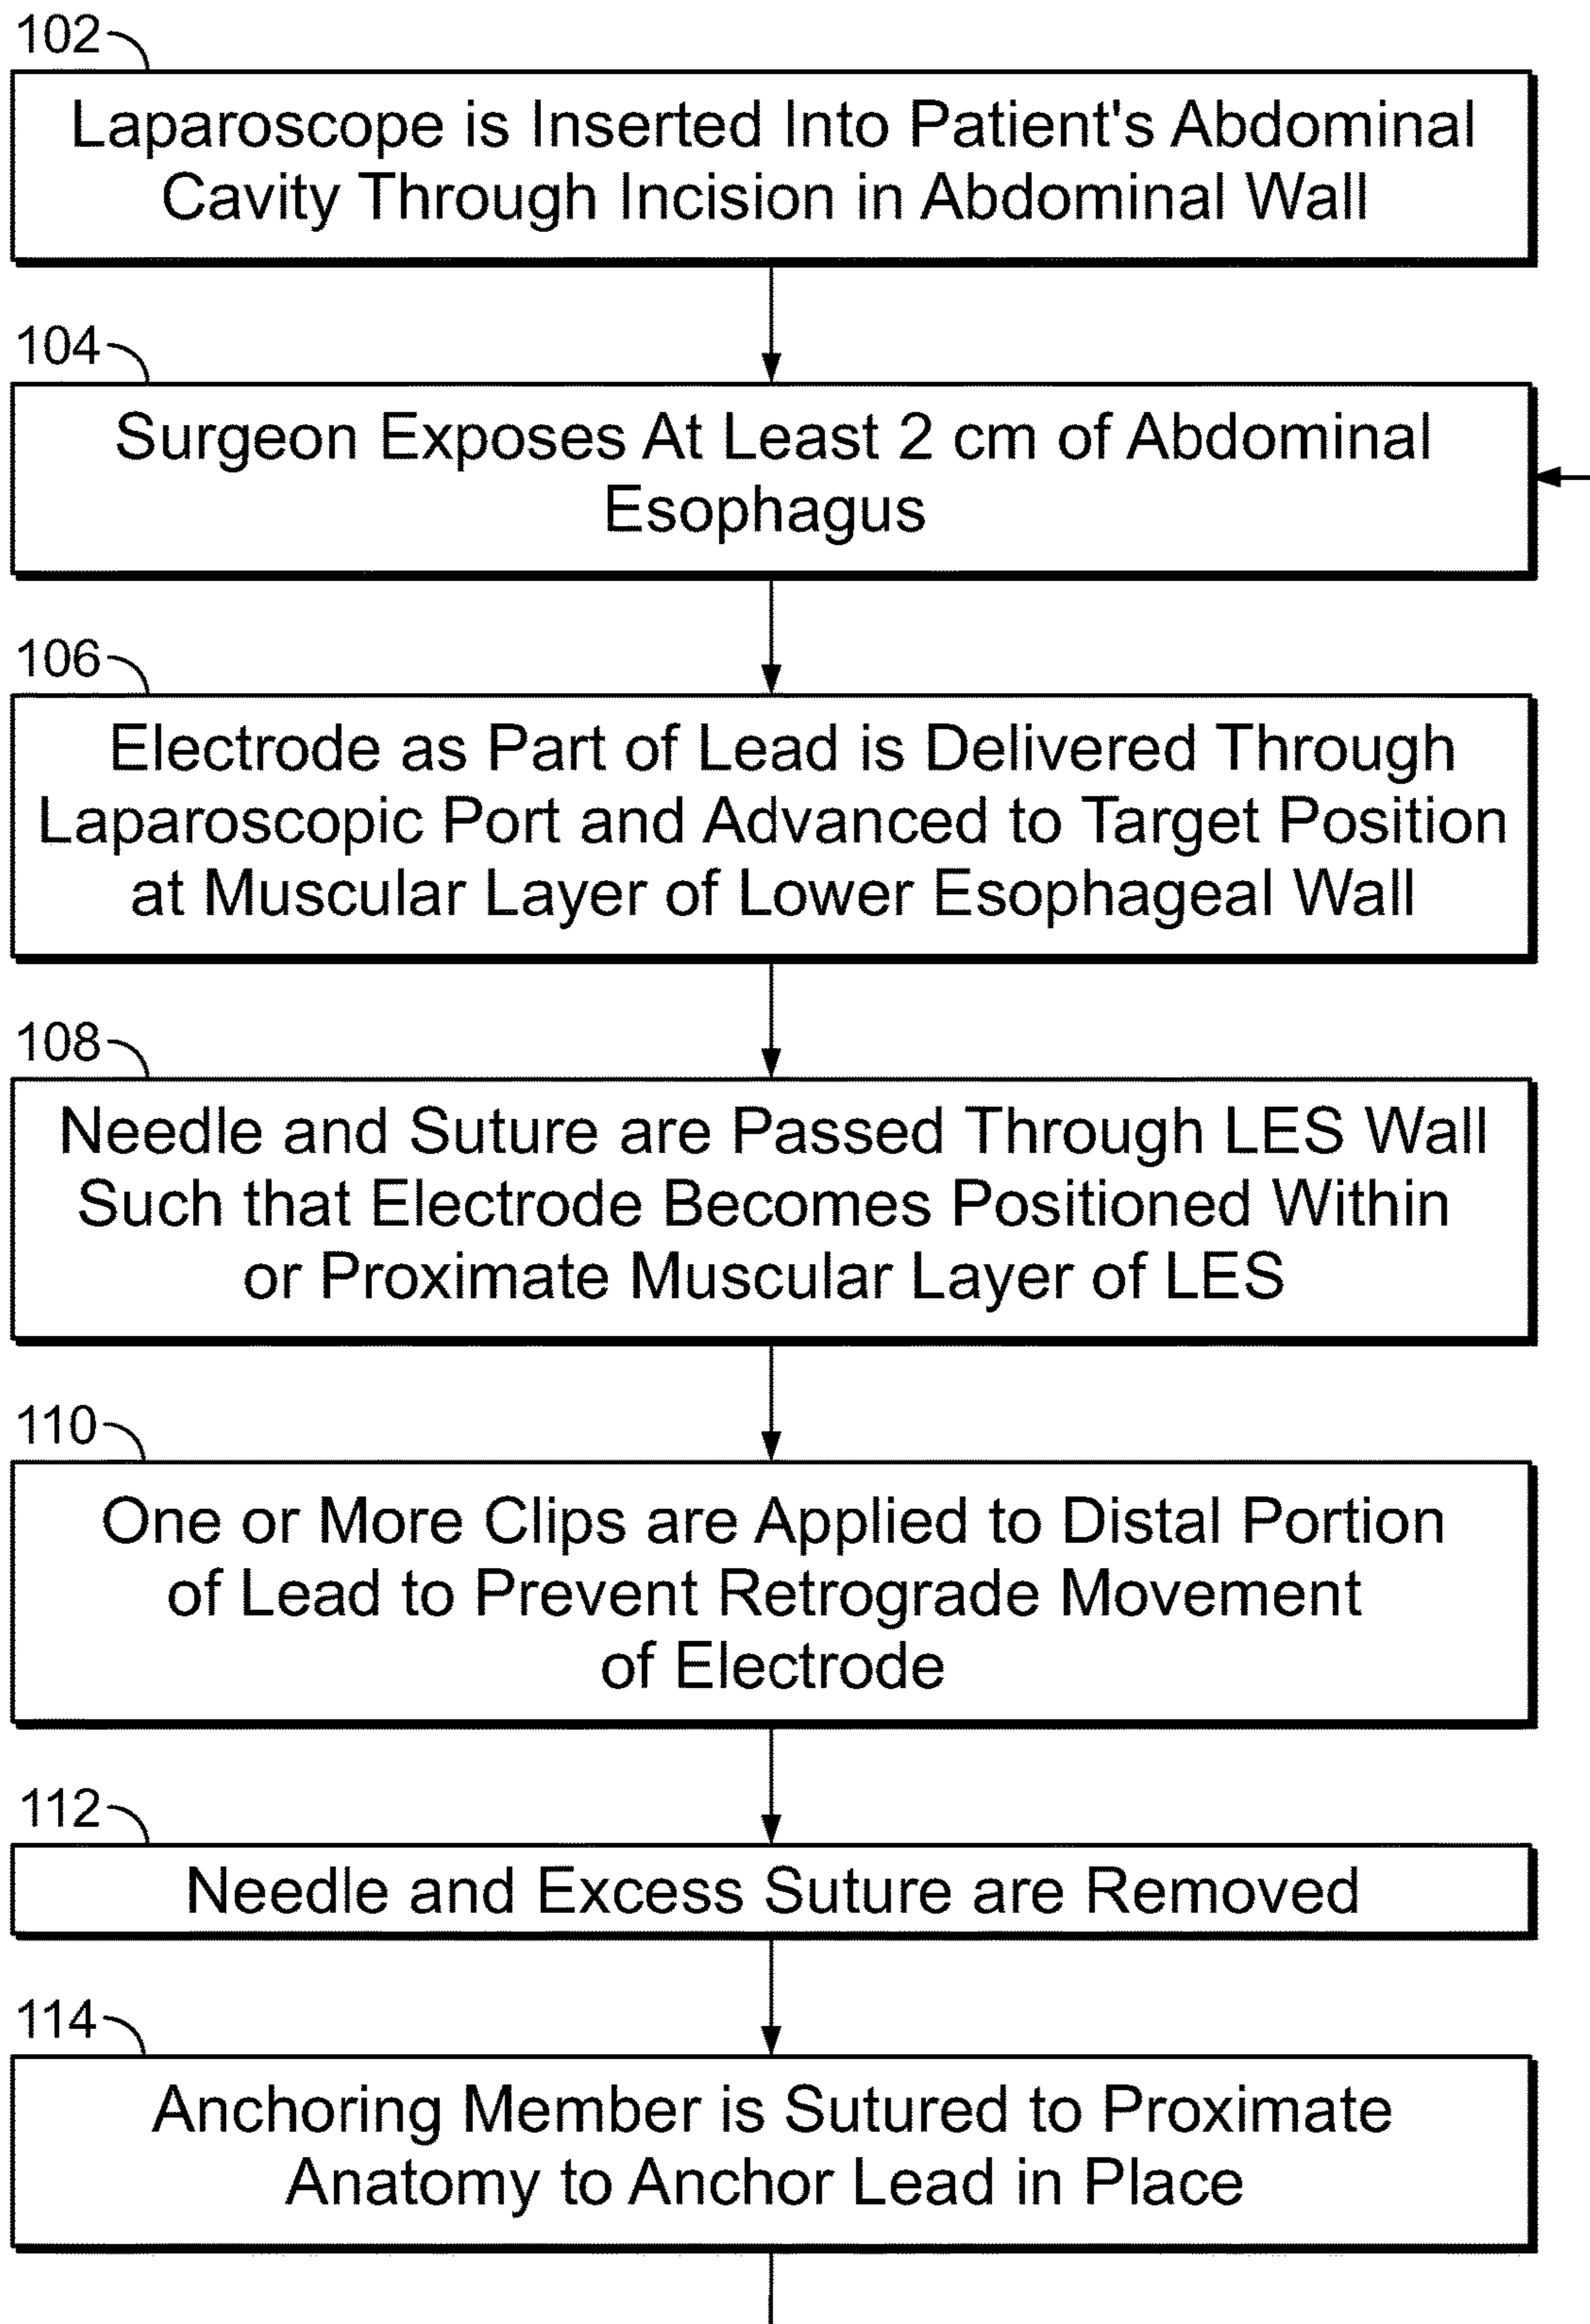 102
Laparoscope is Inserted Into Patient's Abdominal
Cavity Through Incision in Abdominal Wall
104
Surgeon Exposes At Least 2 cm of Abdominal
Esophagus
106
Electrode as Part of Lead is Delivered Through
Laparoscopic Port and Advanced to Target Position
at Muscular Layer of Lower Esophageal Wall
108
Needle and Suture are Passed Through LES Wall
Such that Electrode Becomes Positioned Within
or Proximate Muscular Layer of LES
110
One or More Clips are Applied to Distal Portion
of Lead to Prevent Retrograde Movement
of Electrode
112
Needle and Excess Suture are Removed
114
Anchoring Member is Sutured to Proximate
Anatomy to Anchor Lead in Place